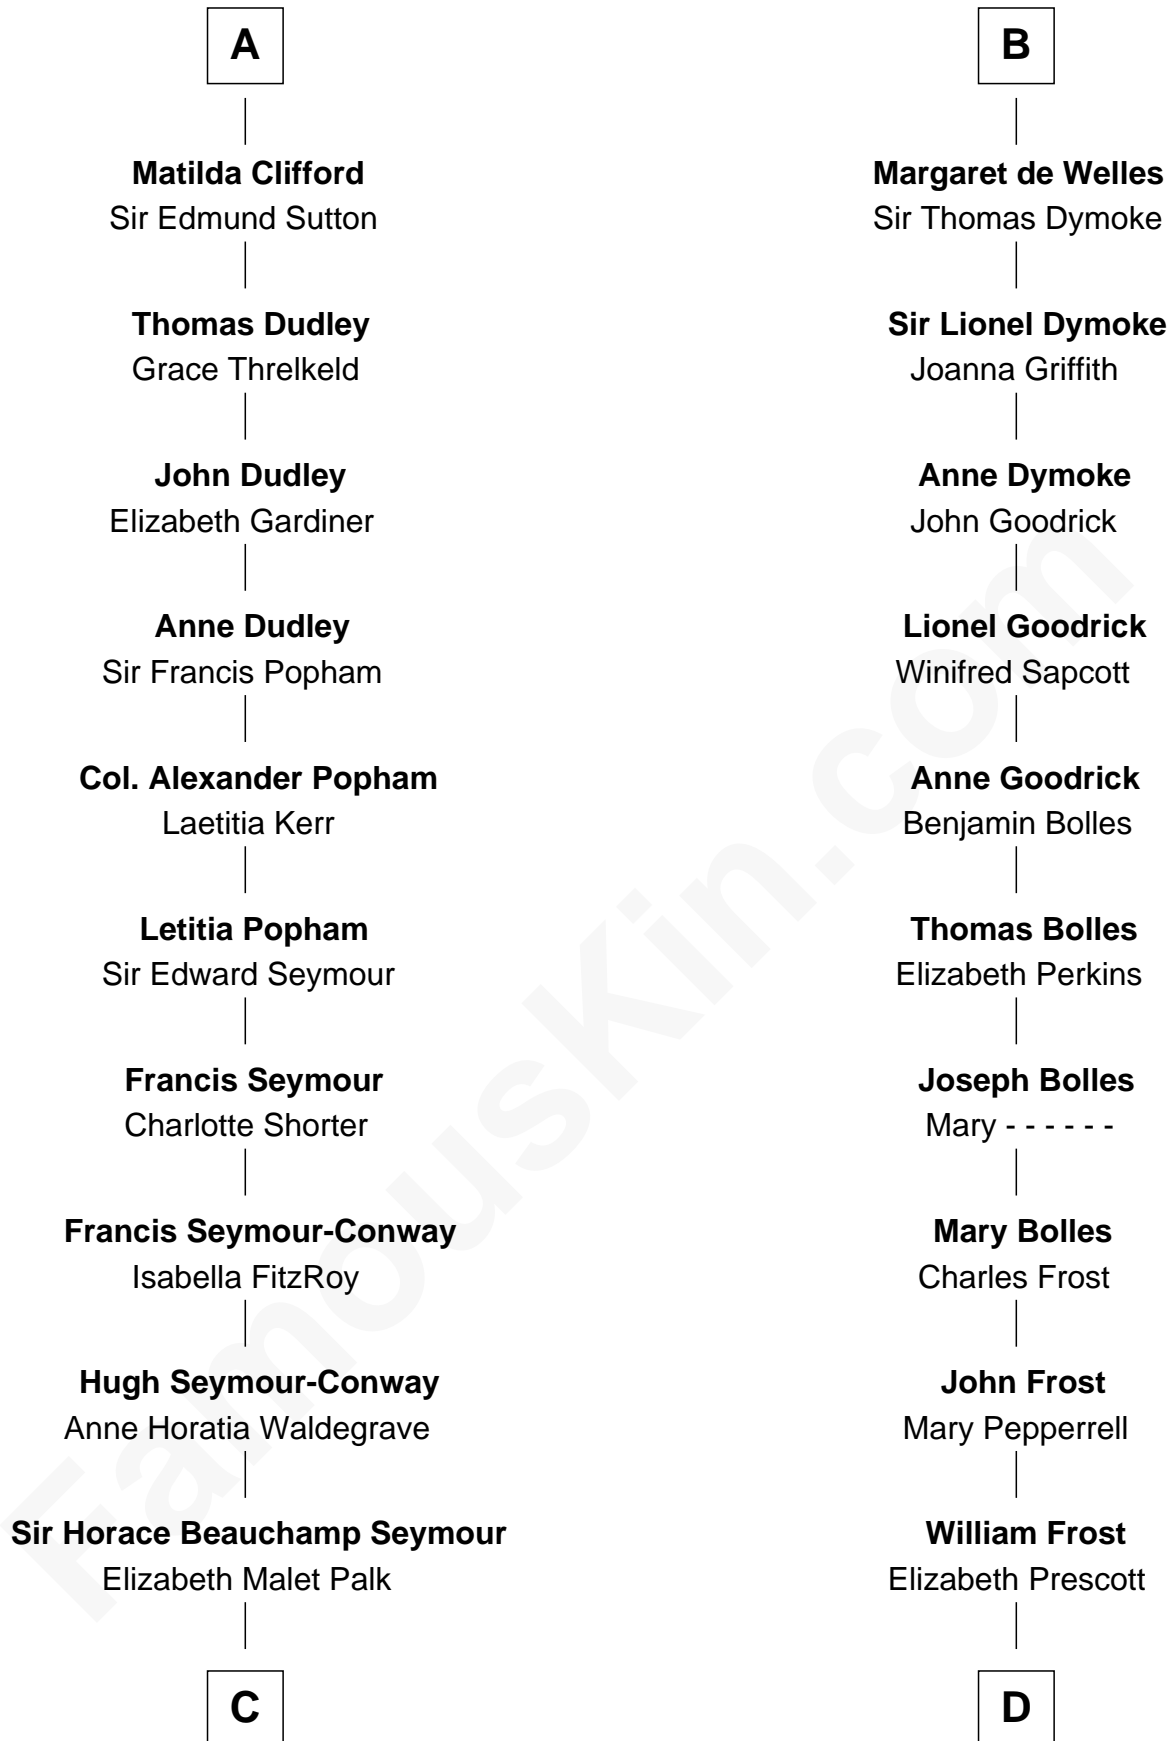 A
Matilda Clifford
Sir Edmund Sutton
Thomas Dudley
Grace Threlkeld
John Dudley
Elizabeth Gardiner
Anne Dudley
Sir Francis Popham
Col. Alexander Popham
Laetitia Kerr
Letitia Popham
Sir Edward Seymour
Francis Seymour
Charlotte Shorter
Francis Seymour-Conway
Isabella FitzRoy
Hugh Seymour-Conway
Anne Horatia Waldegrave
Sir Horace Beauchamp Seymour
Elizabeth Malet Palk
C
B
Margaret de Welles
Sir Thomas Dymoke
Sir Lionel Dymoke
Joanna Griffith
Anne Dymoke
John Goodrick
Lionel Goodrick
Winifred Sapcott
Anne Goodrick
Benjamin Bolles
Thomas Bolles
Elizabeth Perkins
Joseph Bolles
Mary - - - - - -
Mary Bolles
Charles Frost
John Frost
Mary Pepperrell
William Frost
Elizabeth Prescott
D
FamousKin.com